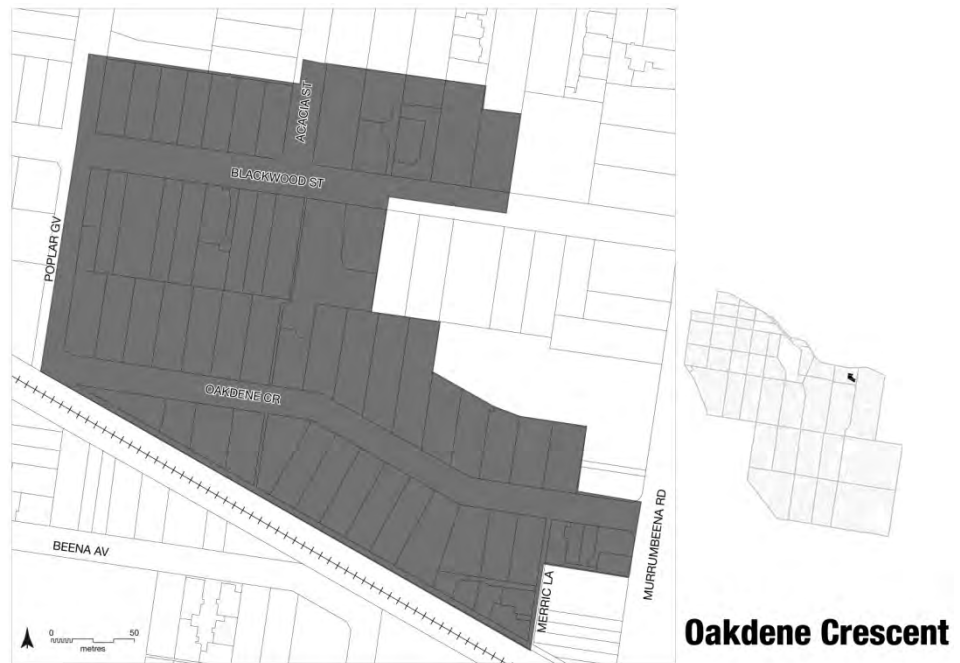 ACACIA ST
BLACKWOOD ST
POPLAR GV
OAKDENE CR
MURRUMBEENA RD
MERRIC LA
BEENA AV
0 50
metres
Oakdene Crescent